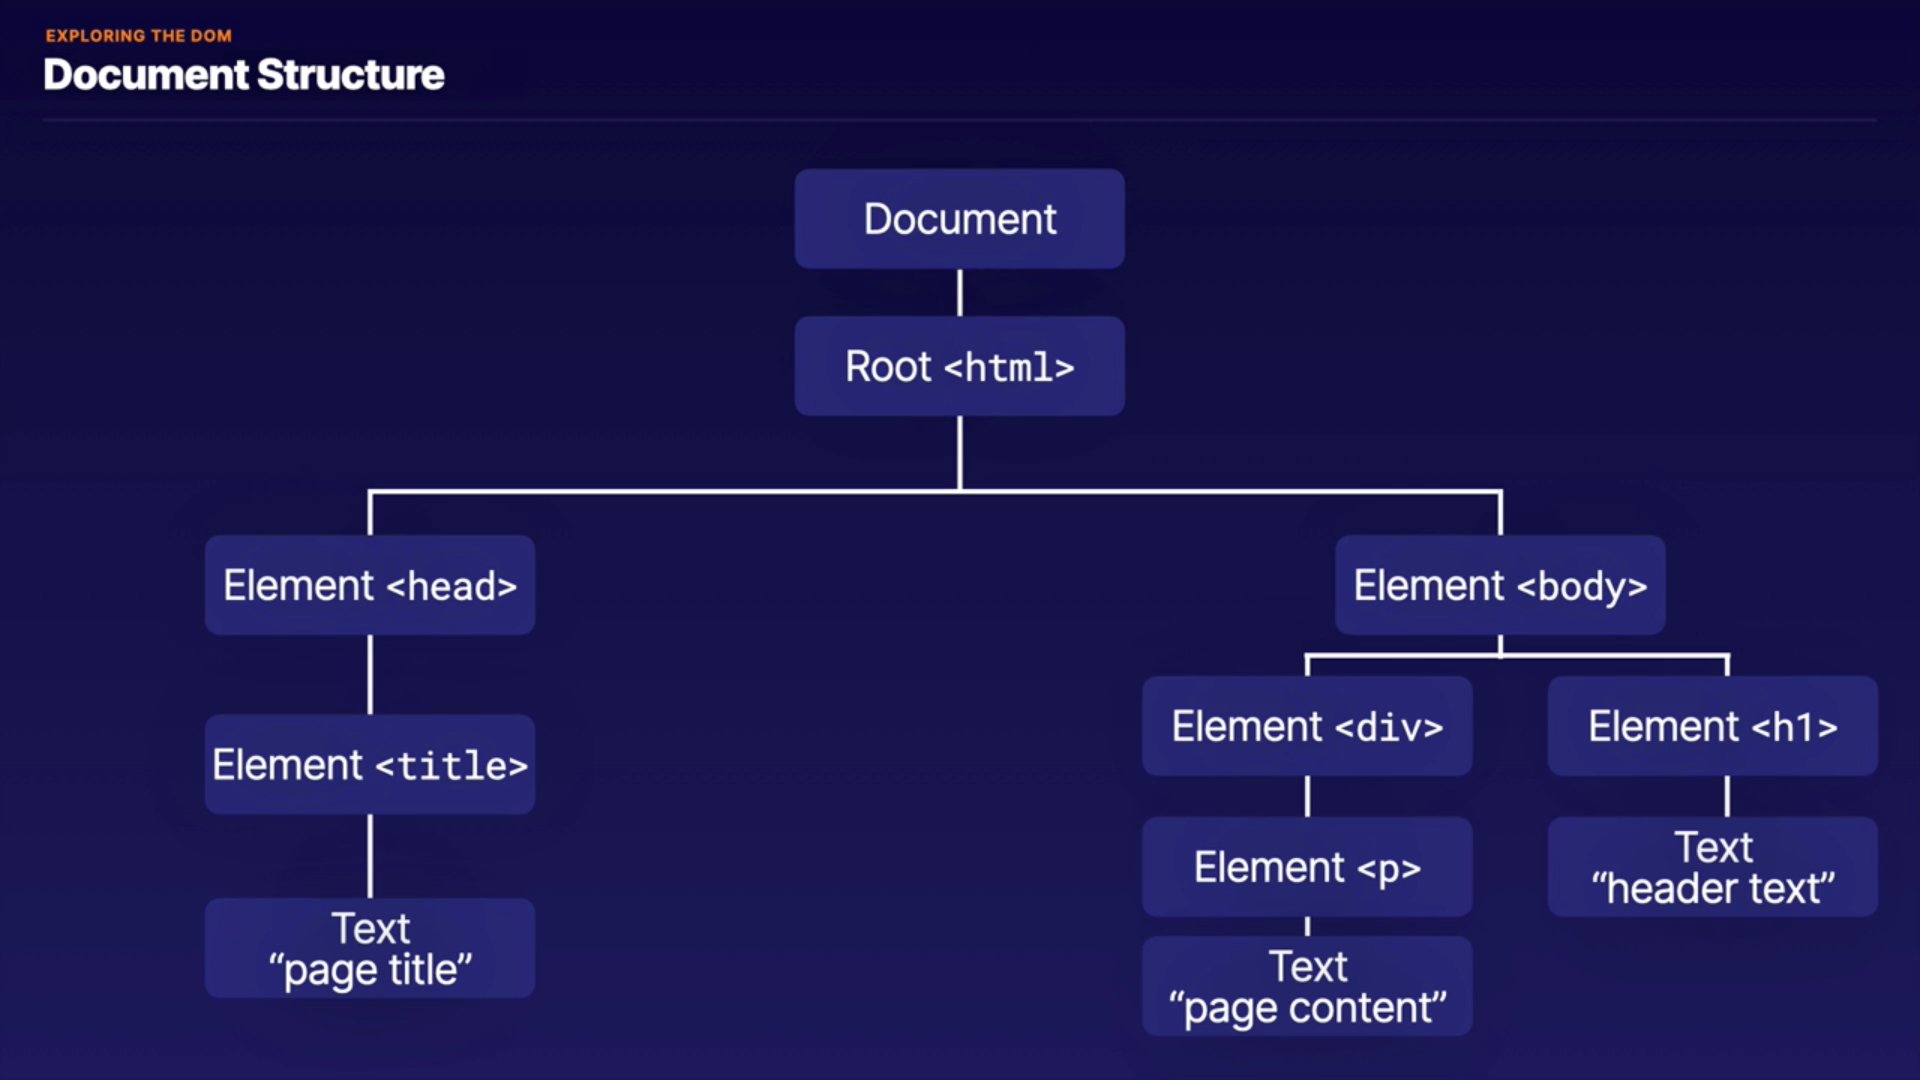 EXPLORING THE DOM
Document Structure
Document
Root <html>
Element <head>
Element <body>
Element <title>
Element <div>
Element <h1>
Element <p>
Text
“header text”
Text
“page title”
Text
“page content”